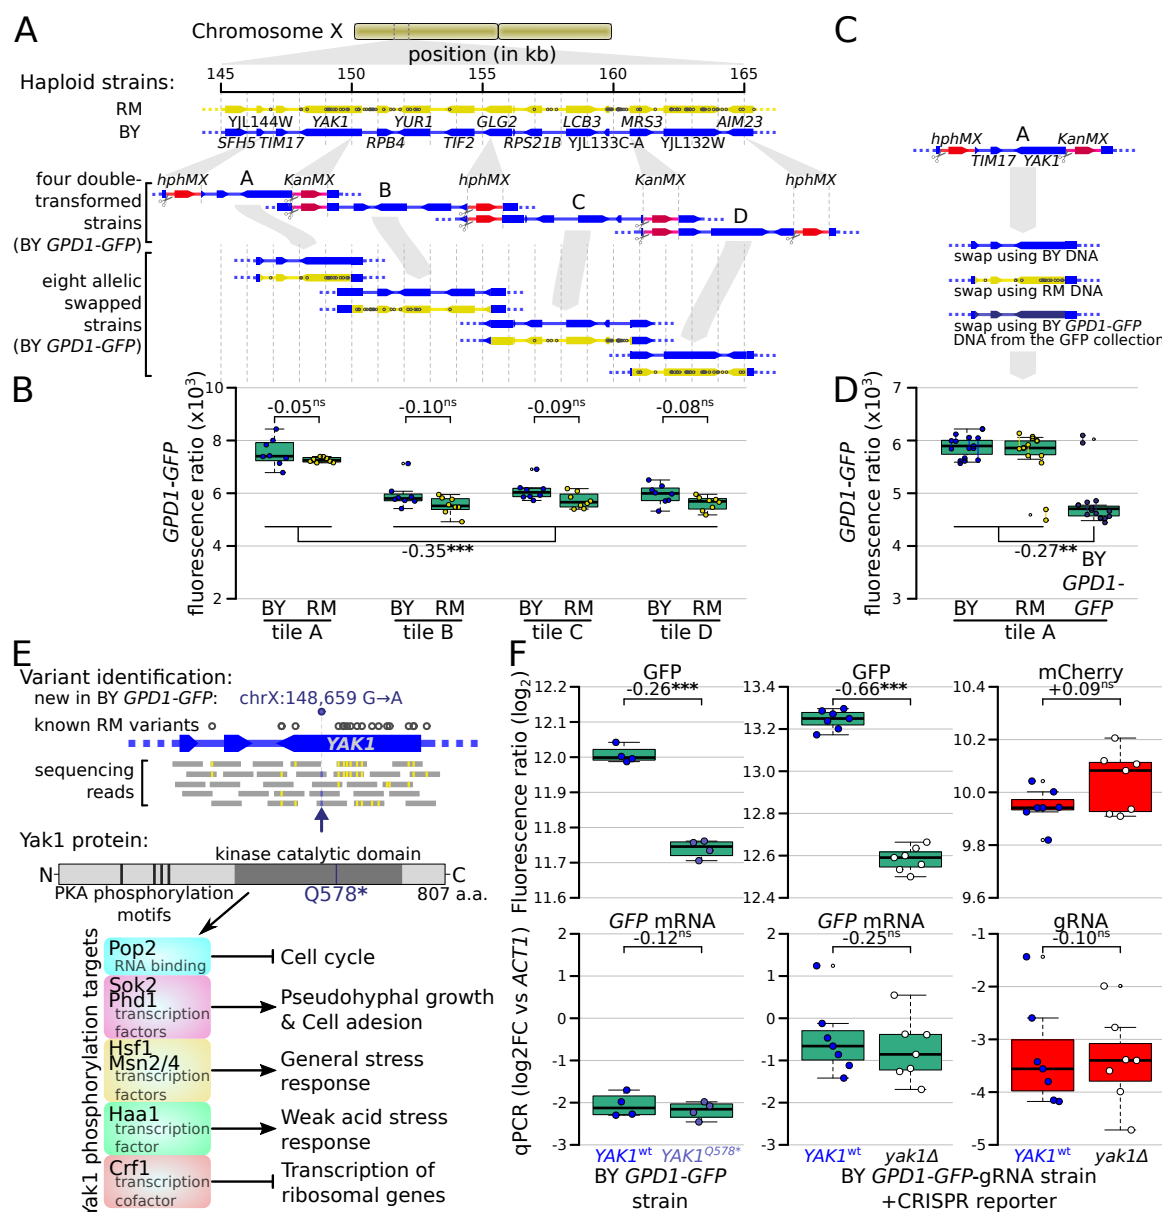 A
Chromosome X
position (in kb)
145 150 155 160 165
Haploid strains:
RM
YJL144W YAK1 YUR1 GLG2 LCB3 MRS3 AIM23
BY
SFH5 TIM17 RPB4 TIF2 RPS21B YJL133C-A YJL132W
four double-
transformed
strains
(BY GPD1-GFP)
hphMX A KanMX B hphMX C KanMX D hphMX
eight allelic
swapped
strains
(BY GPD1-GFP)
C
hphMX A KanMX
TIM17 YAK1
swap using BY DNA
swap using RM DNA
swap using BY GPD1-GFP
DNA from the GFP collection
B
GPD1-GFP
fluorescence ratio (x10³)
10
8
6
4
2
-0.05ns -0.10ns -0.09ns -0.08ns
-0.35***
BY RM BY RM BY RM BY RM
tile A tile B tile C tile D
D
GPD1-GFP
fluorescence ratio (x10³)
7
6
5
4
3
-0.27**
BY RM BY GPD1-GFP
tile A
E
Variant identification:
new in BY GPD1-GFP: chrX:148,659 G→A
known RM variants
YAK1
sequencing
reads
Yak1 protein:
kinase catalytic domain
N C
PKA phosphorylation
motifs
Q578*
807 a.a.
Yak1 phosphorylation targets
Pop2
RNA binding
Cell cycle
Sok2
Phd1
transcription
factors
Pseudohyphal growth
& Cell adesion
Hsf1
Msn2/4
transcription
factors
General stress
response
Haa1
transcription
factor
Weak acid stress
response
Crf1
transcription
cofactor
Transcription of
ribosomal genes
F
Fluorescence ratio (log2)
GFP
-0.26***
12.2
12.1
12.0
11.9
11.8
11.7
11.6
GFP
-0.66***
13.4
13.2
13.0
12.8
12.6
12.4
mCherry
+0.09ns
10.4
10.2
10.0
9.8
9.6
qPCR (log2FC vs ACT1)
GFP mRNA
-0.12ns
2
1
0
-1
-2
-3
YAK1wt YAK1Q578*
BY GPD1-GFP
strain
GFP mRNA
-0.25ns
2
1
0
-1
-2
-3
YAK1wt yak1Δ
gRNA
-0.10ns
-1
-2
-3
-4
-5
YAK1wt yak1Δ
BY GPD1-GFP-gRNA strain
+CRISPR reporter